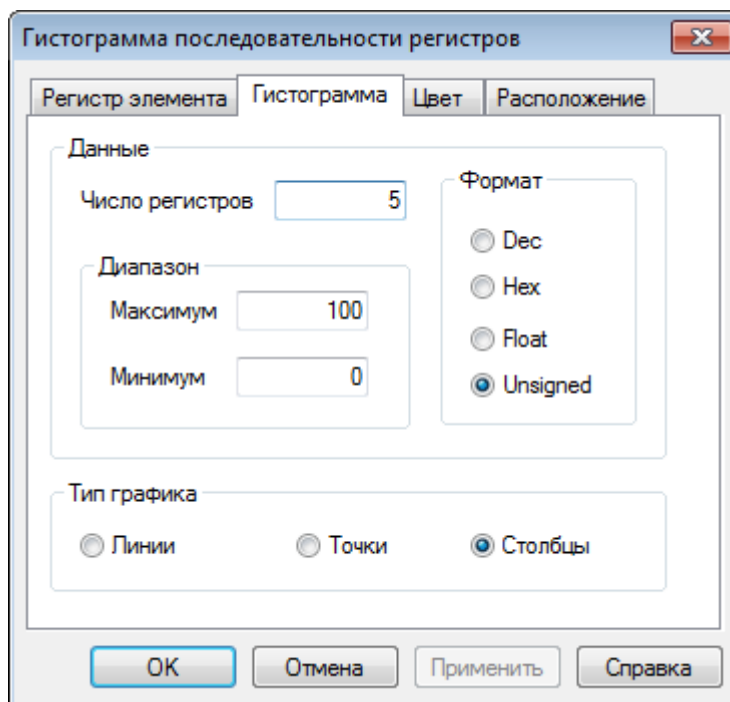 Гистограмма последовательности регистров
Регистр элемента Гистограмма Цвет Расположение
Данные
Число регистров 5
Диапазон
Максимум 100
Минимум 0
Формат
Dec
Hex
Float
Unsigned
Тип графика
Линии Точки Столбцы
OK Отмена Применить Справка